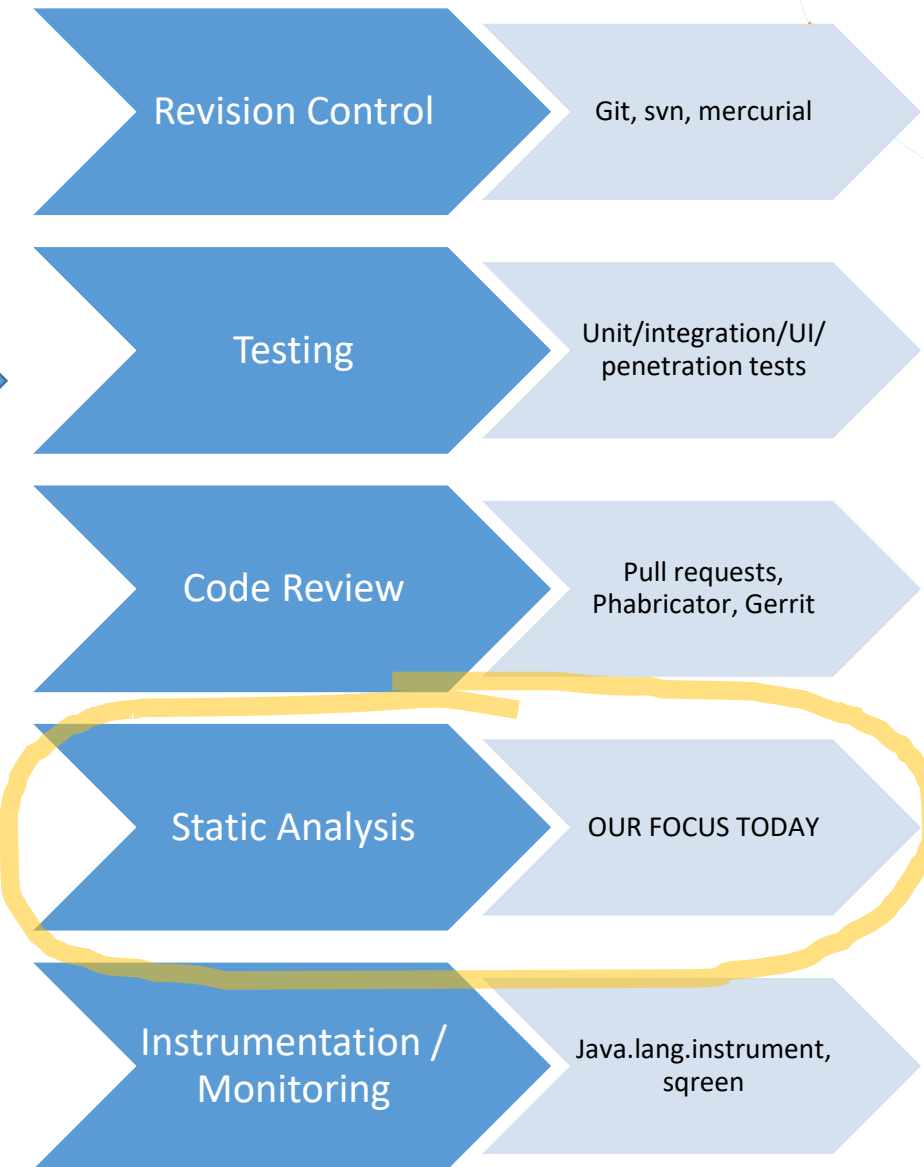 Revision Control
Git, svn, mercurial
Testing
Unit/integration/UI/
penetration tests
Code Review
Pull requests,
Phabricator, Gerrit
Static Analysis
OUR FOCUS TODAY
Instrumentation /
Monitoring
Java.lang.instrument,
sqreen